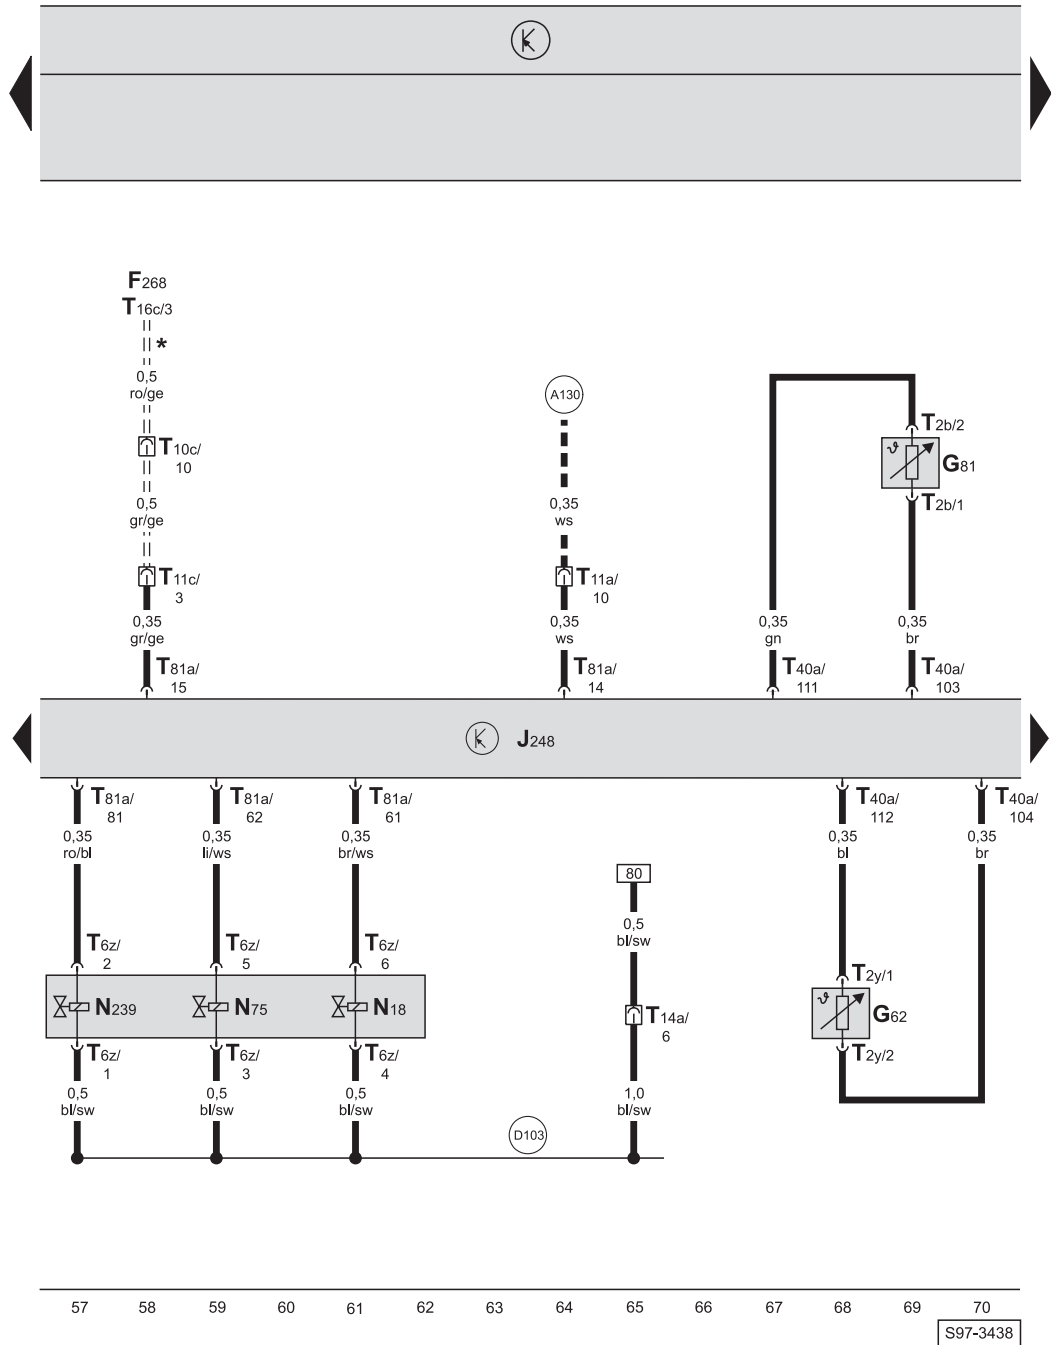 F268
T16c/3
*
0,5
ro/ge
A130
T10c/
10
T2b/2
G81
T2b/1
0,5
gr/ge
0,35
ws
T11c/
3
T11a/
10
0,35
gr/ge
0,35
ws
0,35
gn
0,35
br
T81a/
15
T81a/
14
T40a/
111
T40a/
103
J248
T81a/
81
T81a/
62
T81a/
61
T40a/
112
T40a/
104
0,35
ro/bl
0,35
li/ws
0,35
br/ws
0,35
bl
0,35
br
80
0,5
bl/sw
T6z/
2
T6z/
5
T6z/
6
T2y/1
N239
N75
N18
T14a/
6
G62
T6z/
1
T6z/
3
T6z/
4
T2y/2
0,5
bl/sw
0,5
bl/sw
0,5
bl/sw
1,0
bl/sw
D103
57 58 59 60 61 62 63 64 65 66 67 68 69 70
S97-3438